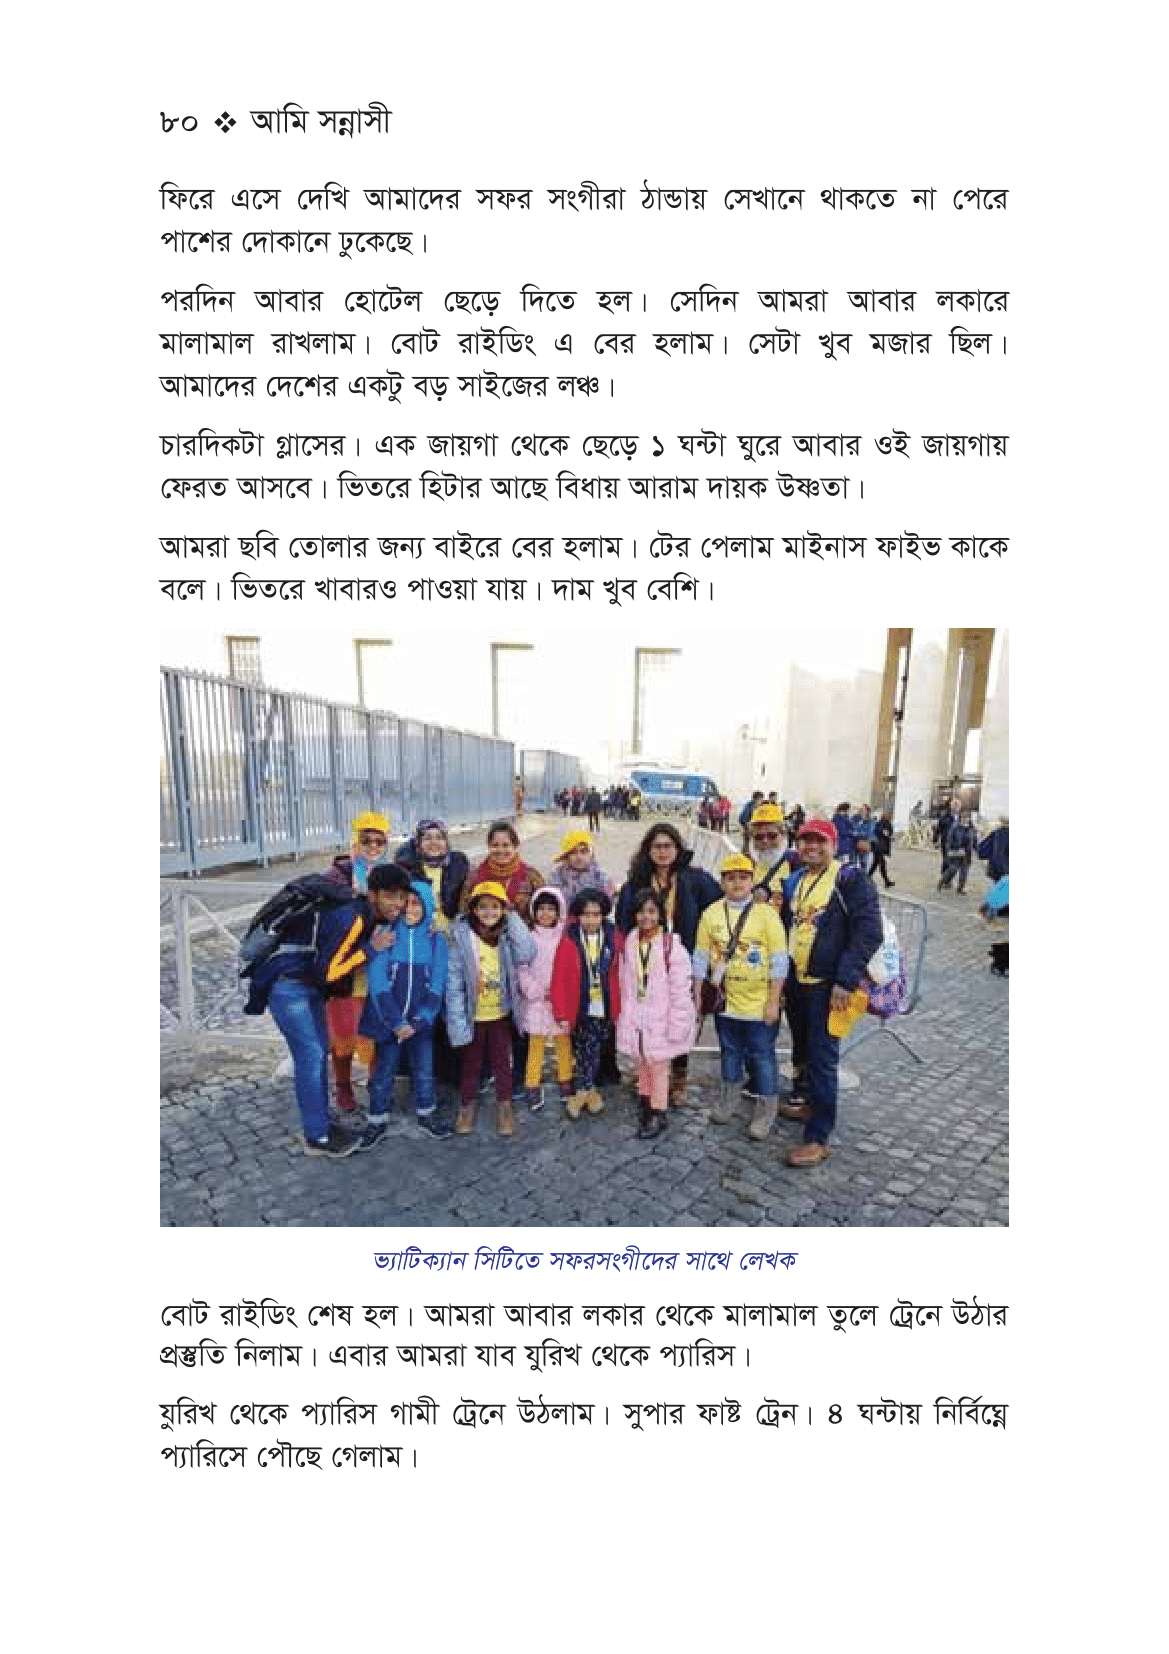 ৮০ ❖ আমি সন্নাসী
ফিরে এসে দেখি আমাদের সফর সংগীরা ঠান্ডায় সেখানে থাকতে না পেরে
পাশের দোকানে ঢুকেছে।
পরদিন আবার হোটেল ছেড়ে দিতে হল। সেদিন আমরা আবার লকারে
মালামাল রাখলাম। বোট রাইডিং এ বের হলাম। সেটা খুব মজার ছিল।
আমাদের দেশের একটু বড় সাইজের লঞ্চ।
চারদিকটা গ্লাসের। এক জায়গা থেকে ছেড়ে ১ ঘন্টা ঘুরে আবার ওই জায়গায়
ফেরত আসবে। ভিতরে হিটার আছে বিধায় আরাম দায়ক উষ্ণতা।
আমরা ছবি তোলার জন্য বাইরে বের হলাম। টের পেলাম মাইনাস ফাইভ কাকে
বলে। ভিতরে খাবারও পাওয়া যায়। দাম খুব বেশি।
ভ্যাটিক্যান সিটিতে সফরসংগীদের সাথে লেখক
বোট রাইডিং শেষ হল। আমরা আবার লকার থেকে মালামাল তুলে ট্রেনে উঠার
প্রস্তুতি নিলাম। এবার আমরা যাব যুরিখ থেকে প্যারিস।
যুরিখ থেকে প্যারিস গামী ট্রেনে উঠলাম। সুপার ফাষ্ট ট্রেন। ৪ ঘন্টায় নির্বিঘ্নে
প্যারিসে পৌছে গেলাম।